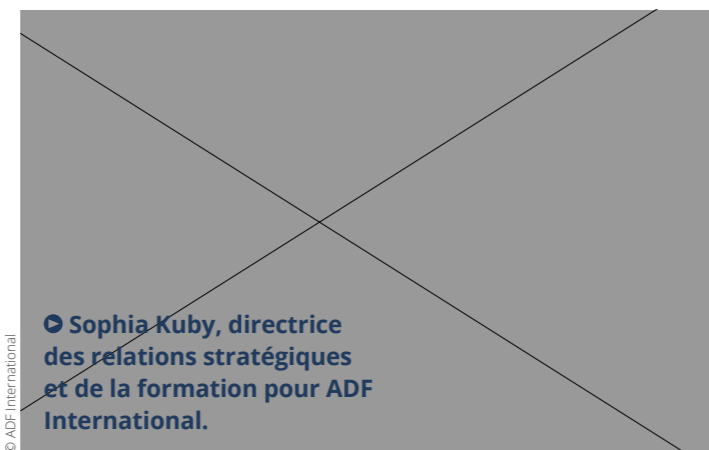 Sophia Kuby, directrice
des relations stratégiques
et de la formation pour ADF
International.
© ADF International